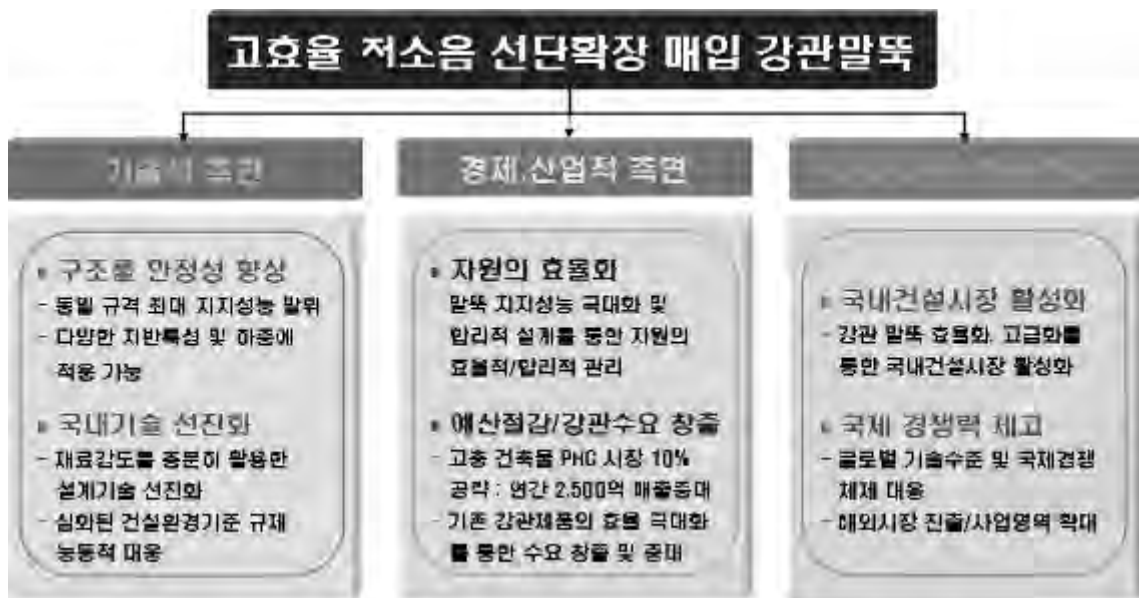 고효율 저소음 선단확장 매입 강관말뚝
기술적 측면
경제.산업적 측면
구조물 안정성 향상
- 동일 규격 최대 지지성능 발휘
- 다양한 지반특성 및 하중에
적용 가능
국내기술 선진화
- 재료강도를 충분히 활용한
설계기술 선진화
- 심화된 건설환경기준 규제
능동적 대응
자원의 효율화
말뚝 지지성능 극대화 및
합리적 설계를 통한 자원의
효율적/합리적 관리
예산절감/강관수요 창출
- 고층 건축물 PHC 시장 10%
공략 : 연간 2,500억 매출증대
- 기존 강관제품의 효율 극대화
를 통한 수요 창출 및 증대
국내건설시장 활성화
- 강관 말뚝 효율화, 고급화를
통한 국내건설시장 활성화
국제 경쟁력 제고
- 글로벌 기술수준 및 국제경쟁
체제 대응
- 해외시장 진출/사업영역 확대